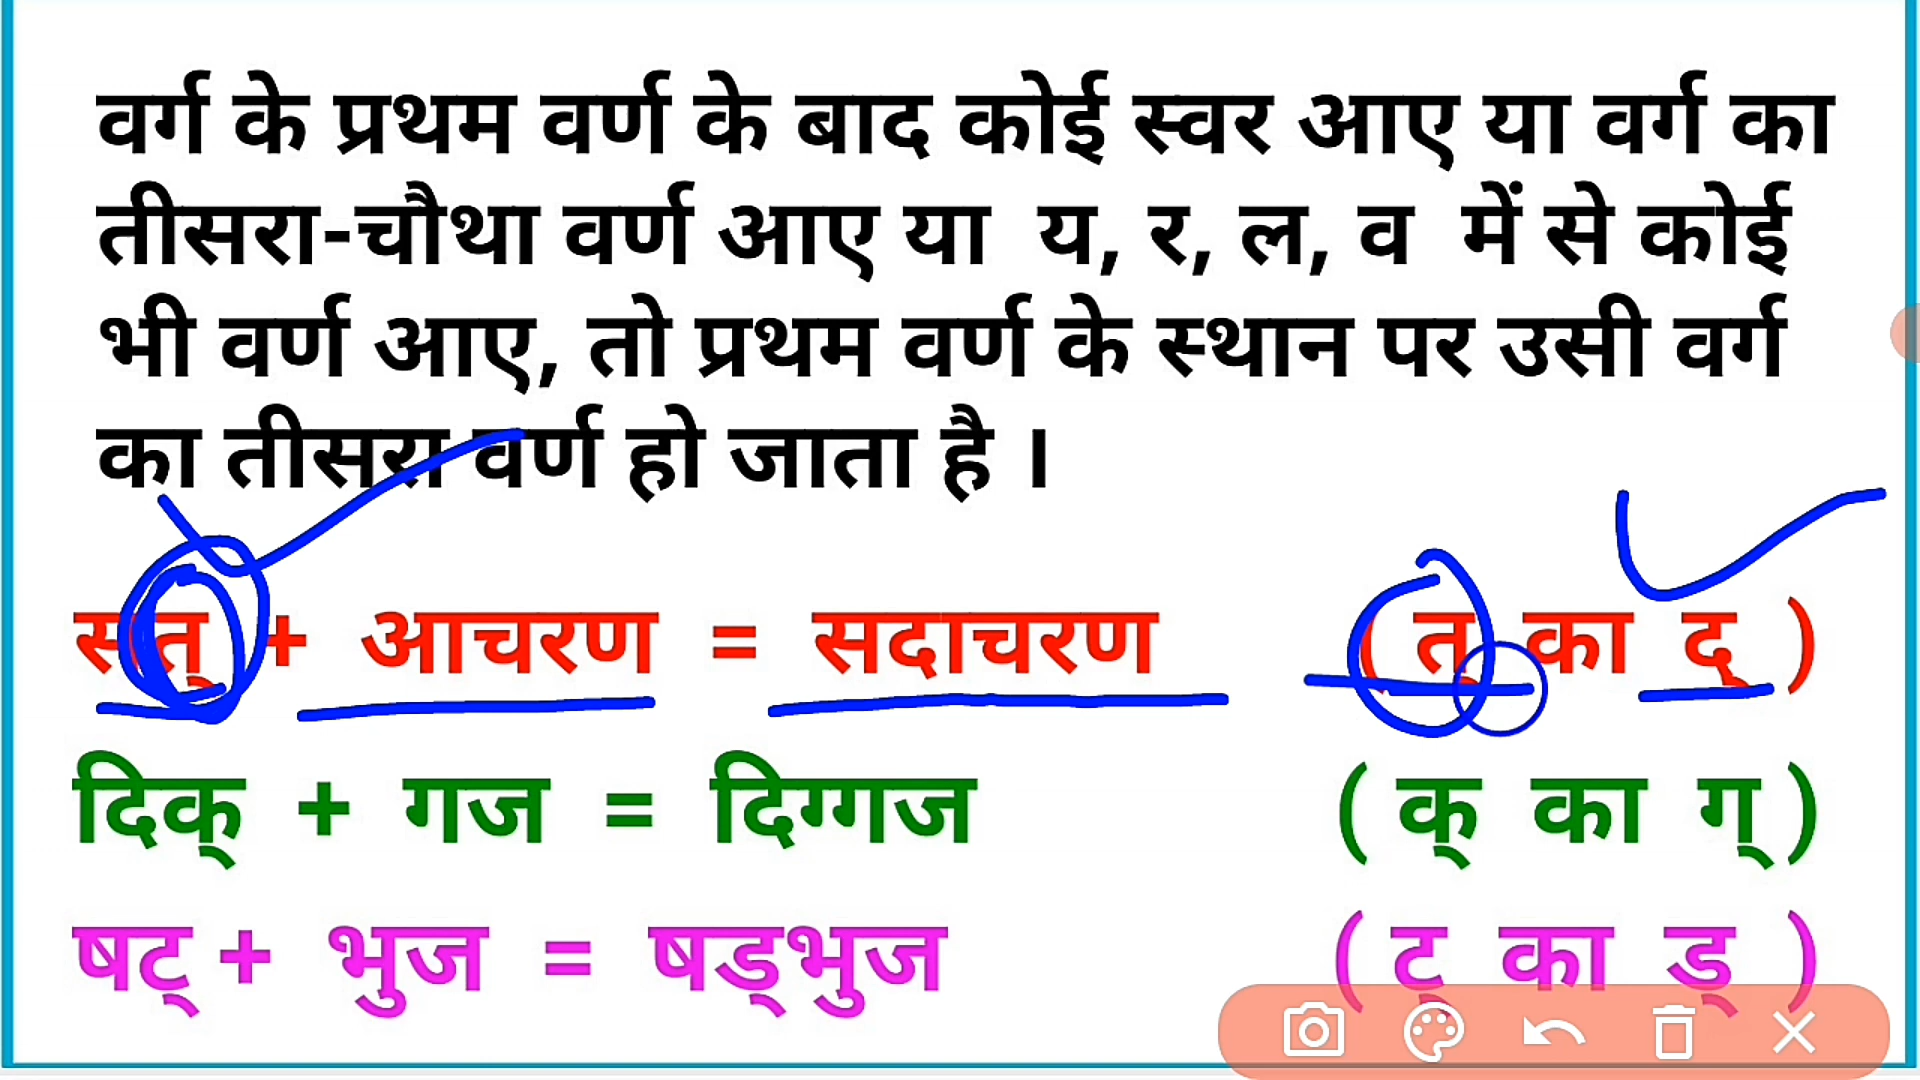 वर्ग के प्रथम वर्ण के बाद कोई स्वर आए या वर्ग का
तीसरा-चौथा वर्ण आए या य, र, ल, व में से कोई
भी वर्ण आए, तो प्रथम वर्ण के स्थान पर उसी वर्ग
का तीसरा वर्ण हो जाता है ।
सत् + आचरण = सदाचरण ( त् का द् )
दिक् + गज = दिग्गज ( क् का ग् )
षट् + भुज = षड्भुज ( ट् का ड् )